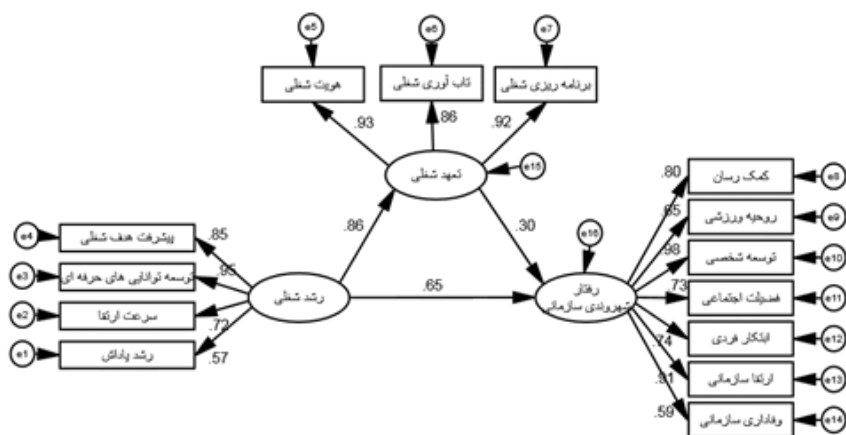 e5
e6
e7
هویت شغلی
تاب آوری شغلی
برنامه ریزی شغلی
.93
.86
.92
تعهد شغلی
e15
.86
.30
e4
پیشرفت هدف شغلی
.85
e3
توسعه توانایی های حرفه ای
.95
e2
سرعت ارتقا
.72
e1
رشد پاداش
.57
رشد شغلی
.65
e16
رفتار
شهروندی سازمانی
.80
کمک رسان
e8
.65
روحیه ورزشی
e9
.98
توسعه شخصی
e10
.73
فضیلت اجتماعی
e11
ابتکار فردی
e12
.74
ارتقا سازمانی
e13
.91
وفاداری سازمانی
e14
.59